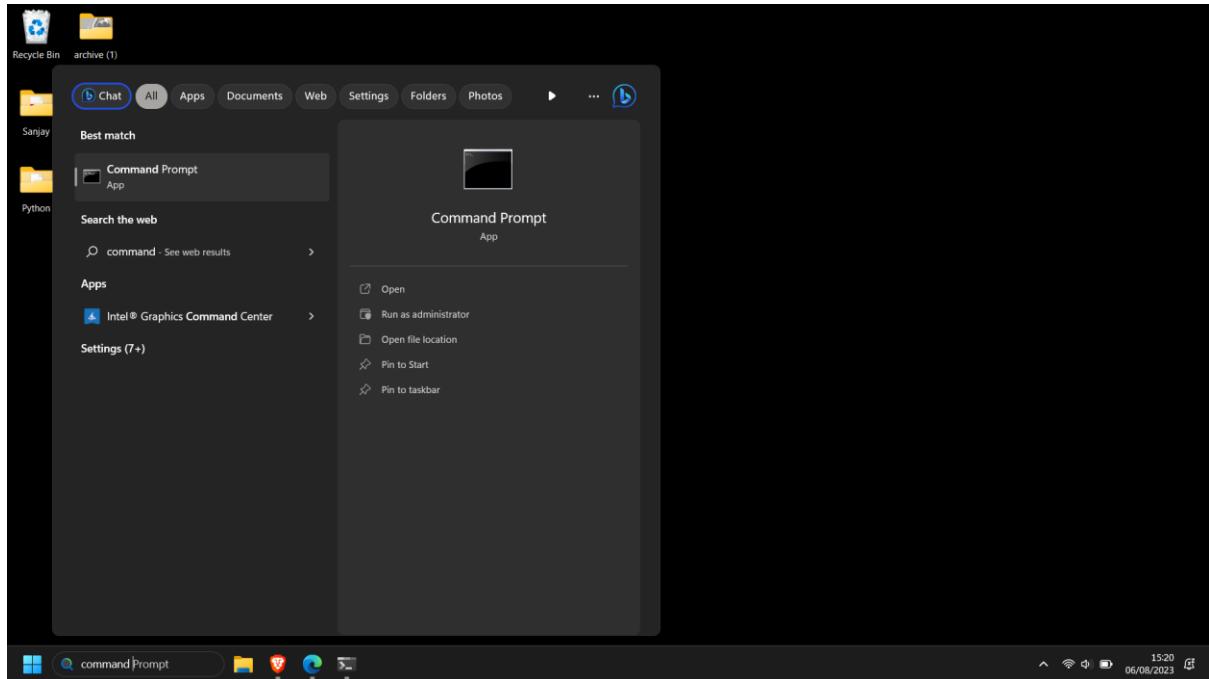 Recycle Bin
archive (1)
Sanjay
Python
Chat
All
Apps
Documents
Web
Settings
Folders
Photos
Best match
Command Prompt
App
Search the web
command - See web results
Apps
Intel® Graphics Command Center
Settings (7+)
Command Prompt
App
Open
Run as administrator
Open file location
Pin to Start
Pin to taskbar
command Prompt
15:20
06/08/2023